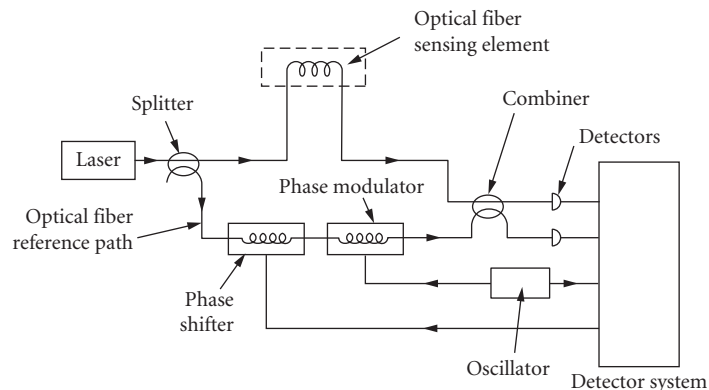 Optical fiber
sensing element
Splitter
Combiner
Laser
Detectors
Phase modulator
Optical fiber
reference path
Phase
shifter
Oscillator
Detector system